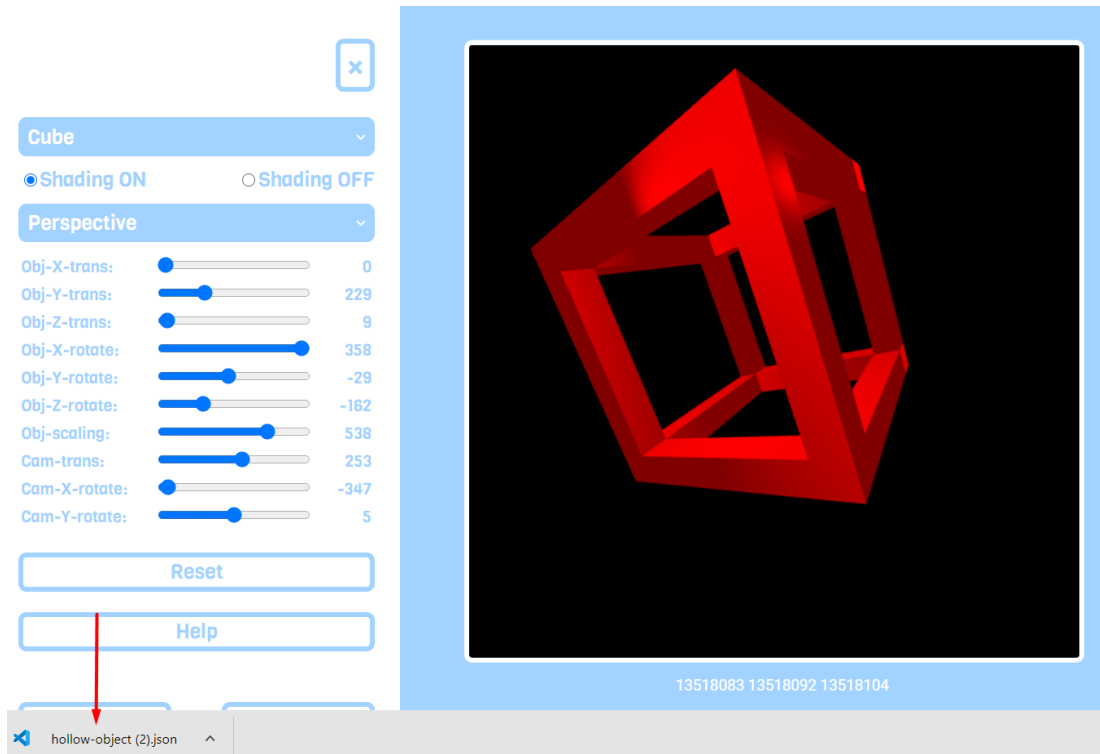 ×
Cube
Shading ON
Shading OFF
Perspective
Obj-X-trans: 0
Obj-Y-trans: 229
Obj-Z-trans: 9
Obj-X-rotate: 358
Obj-Y-rotate: -29
Obj-Z-rotate: -162
Obj-scaling: 538
Cam-trans: 253
Cam-X-rotate: -347
Cam-Y-rotate: 5
Reset
Help
13518083 13518092 13518104
hollow-object (2).json